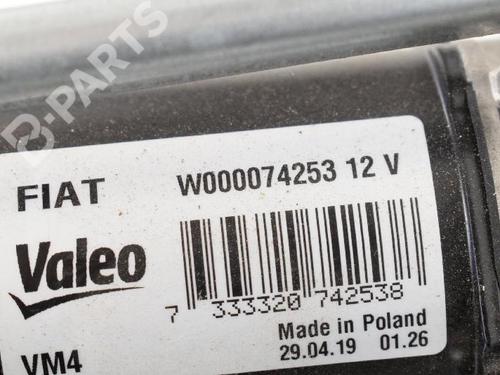 B-PARTS
FIAT
W000074253 12 V
Valeo
7 333320 742538
Made in Poland
VM4
29.04.19 01.26